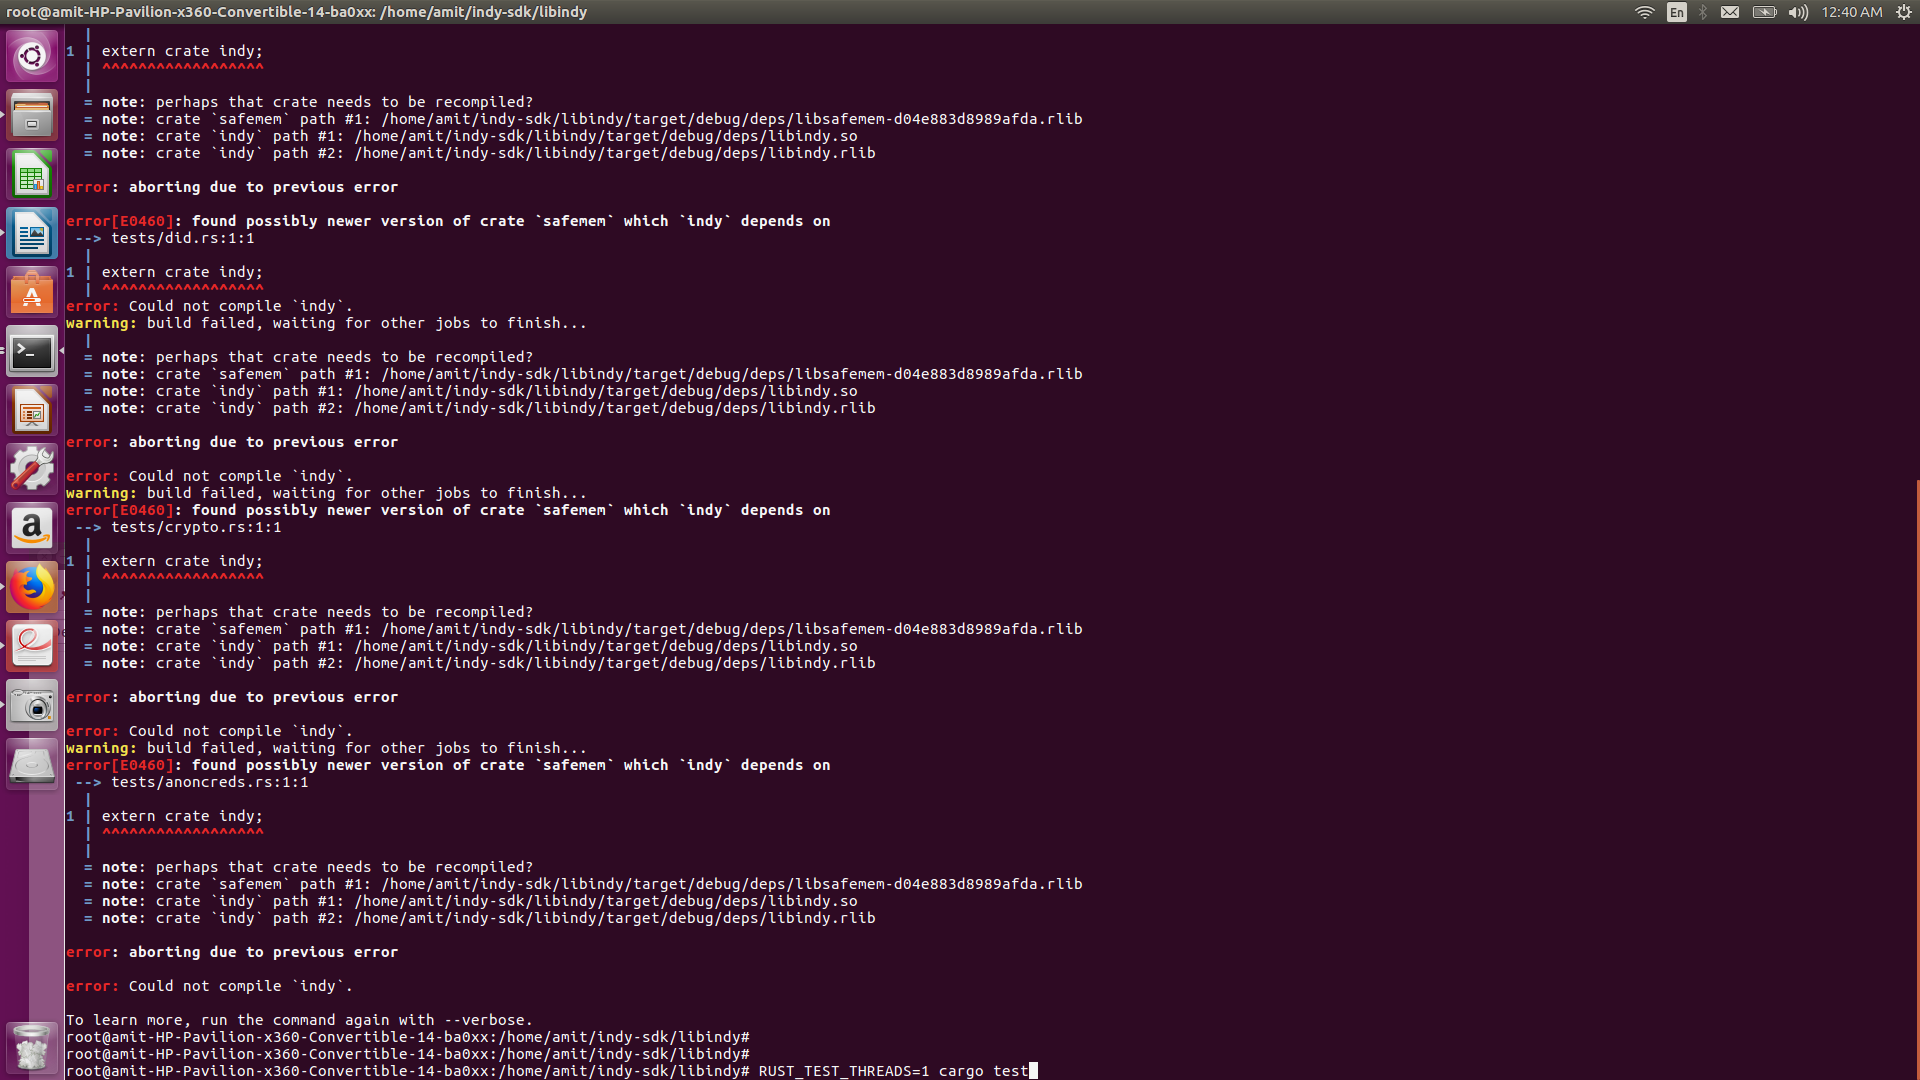 root@amit-HP-Pavilion-x360-Convertible-14-ba0xx: /home/amit/indy-sdk/libindy
En
12:40 AM
|
1 | extern crate indy;
| ^^^^^^^^^^^^^^^^^^
|
= note: perhaps that crate needs to be recompiled?
= note: crate `safemem` path #1: /home/amit/indy-sdk/libindy/target/debug/deps/libsafemem-d04e883d8989afda.rlib
= note: crate `indy` path #1: /home/amit/indy-sdk/libindy/target/debug/deps/libindy.so
= note: crate `indy` path #2: /home/amit/indy-sdk/libindy/target/debug/deps/libindy.rlib
error: aborting due to previous error
error[E0460]: found possibly newer version of crate `safemem` which `indy` depends on
--> tests/did.rs:1:1
|
1 | extern crate indy;
| ^^^^^^^^^^^^^^^^^^
error: Could not compile `indy`.
warning: build failed, waiting for other jobs to finish...
|
= note: perhaps that crate needs to be recompiled?
= note: crate `safemem` path #1: /home/amit/indy-sdk/libindy/target/debug/deps/libsafemem-d04e883d8989afda.rlib
= note: crate `indy` path #1: /home/amit/indy-sdk/libindy/target/debug/deps/libindy.so
= note: crate `indy` path #2: /home/amit/indy-sdk/libindy/target/debug/deps/libindy.rlib
error: aborting due to previous error
error: Could not compile `indy`.
warning: build failed, waiting for other jobs to finish...
error[E0460]: found possibly newer version of crate `safemem` which `indy` depends on
--> tests/crypto.rs:1:1
|
1 | extern crate indy;
| ^^^^^^^^^^^^^^^^^^
|
= note: perhaps that crate needs to be recompiled?
= note: crate `safemem` path #1: /home/amit/indy-sdk/libindy/target/debug/deps/libsafemem-d04e883d8989afda.rlib
= note: crate `indy` path #1: /home/amit/indy-sdk/libindy/target/debug/deps/libindy.so
= note: crate `indy` path #2: /home/amit/indy-sdk/libindy/target/debug/deps/libindy.rlib
error: aborting due to previous error
error: Could not compile `indy`.
warning: build failed, waiting for other jobs to finish...
error[E0460]: found possibly newer version of crate `safemem` which `indy` depends on
--> tests/anoncreds.rs:1:1
|
1 | extern crate indy;
| ^^^^^^^^^^^^^^^^^^
|
= note: perhaps that crate needs to be recompiled?
= note: crate `safemem` path #1: /home/amit/indy-sdk/libindy/target/debug/deps/libsafemem-d04e883d8989afda.rlib
= note: crate `indy` path #1: /home/amit/indy-sdk/libindy/target/debug/deps/libindy.so
= note: crate `indy` path #2: /home/amit/indy-sdk/libindy/target/debug/deps/libindy.rlib
error: aborting due to previous error
error: Could not compile `indy`.
To learn more, run the command again with --verbose.
root@amit-HP-Pavilion-x360-Convertible-14-ba0xx:/home/amit/indy-sdk/libindy#
root@amit-HP-Pavilion-x360-Convertible-14-ba0xx:/home/amit/indy-sdk/libindy#
root@amit-HP-Pavilion-x360-Convertible-14-ba0xx:/home/amit/indy-sdk/libindy# RUST_TEST_THREADS=1 cargo test